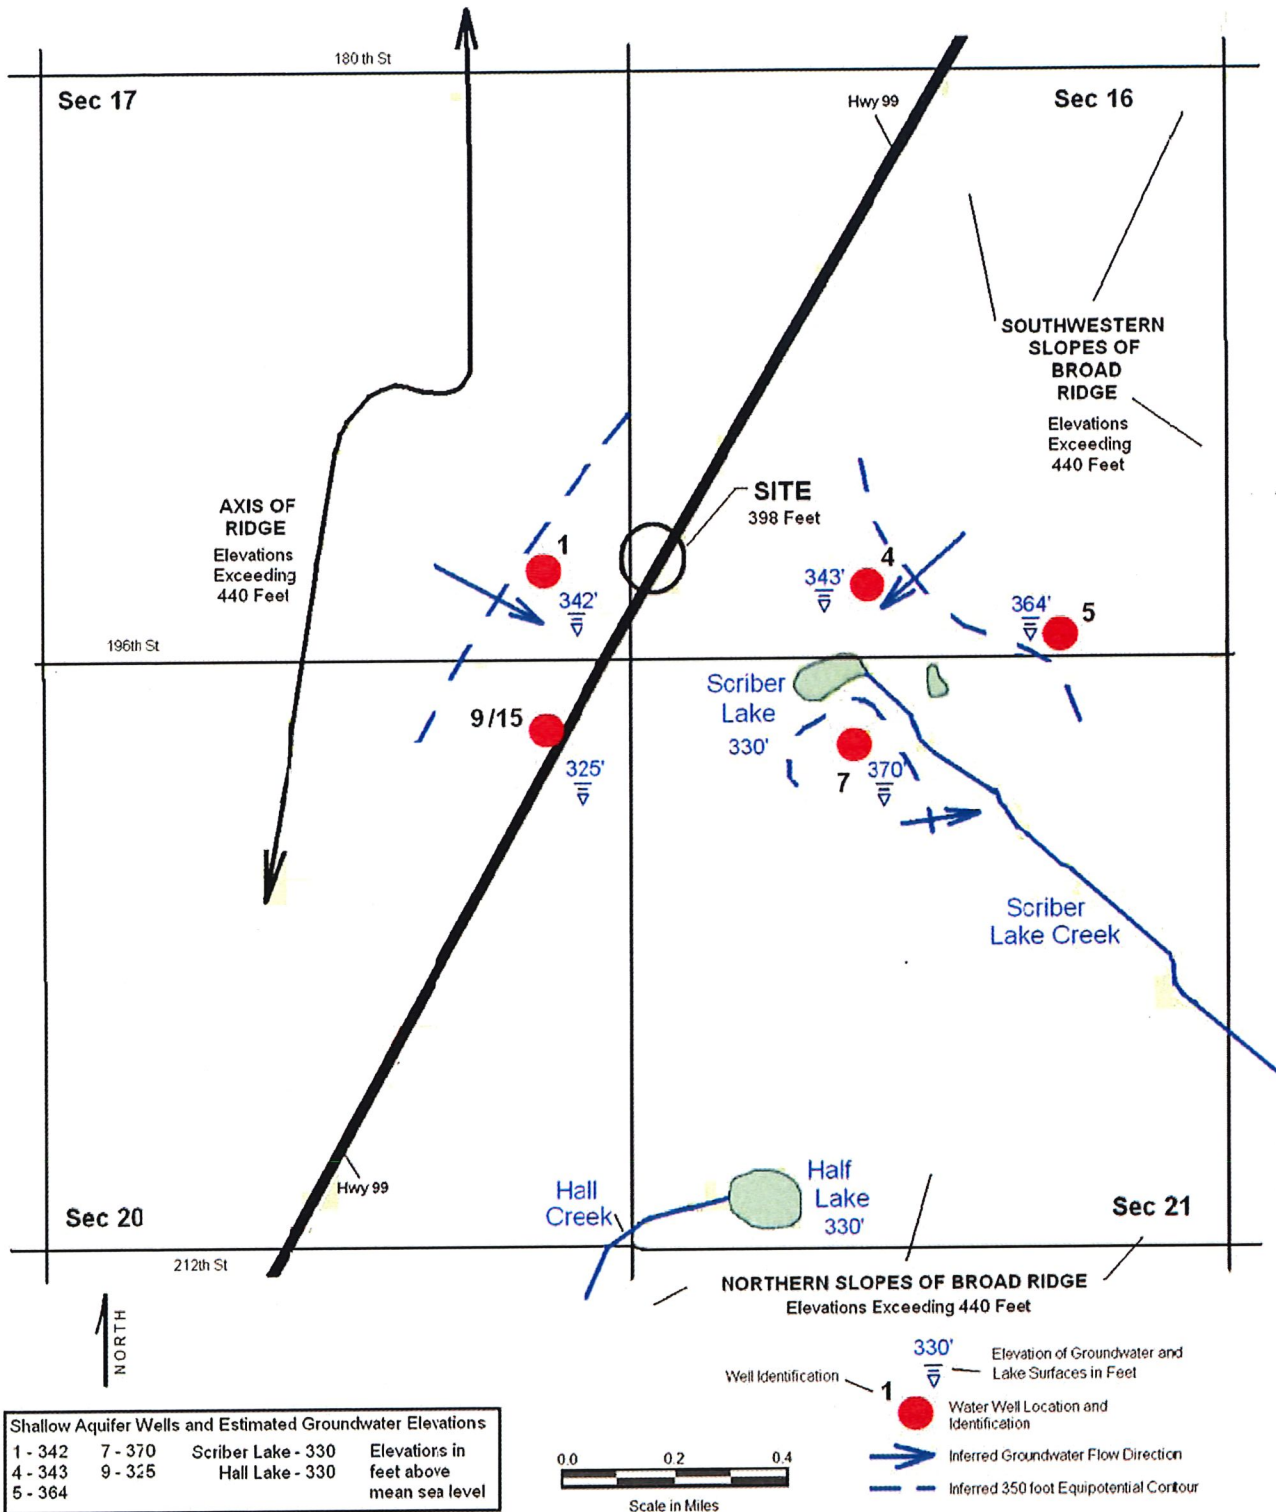 180th St
Sec 17
Hwy 99
Sec 16
SOUTHWESTERN
SLOPES OF
BROAD
RIDGE
Elevations
Exceeding
440 Feet
AXIS OF
RIDGE
Elevations
Exceeding
440 Feet
SITE
398 Feet
1
342'
4
343'
5
364'
196th St
9/15
325'
Scriber
Lake
330'
7
370'
Scriber
Lake Creek
Hwy 99
Sec 20
Hall
Creek
Half
Lake
330'
Sec 21
212th St
NORTHERN SLOPES OF BROAD RIDGE
Elevations Exceeding 440 Feet
NORTH
330'
Elevation of Groundwater and
Lake Surfaces in Feet
Well Identification
1
Water Well Location and
Identification
Inferred Groundwater Flow Direction
Inferred 350 foot Equipotential Contour
Shallow Aquifer Wells and Estimated Groundwater Elevations
1 - 342 7 - 370 Scriber Lake - 330 Elevations in
4 - 343 9 - 325 Hall Lake - 330 feet above
5 - 364 mean sea level
0.0 0.2 0.4
Scale in Miles